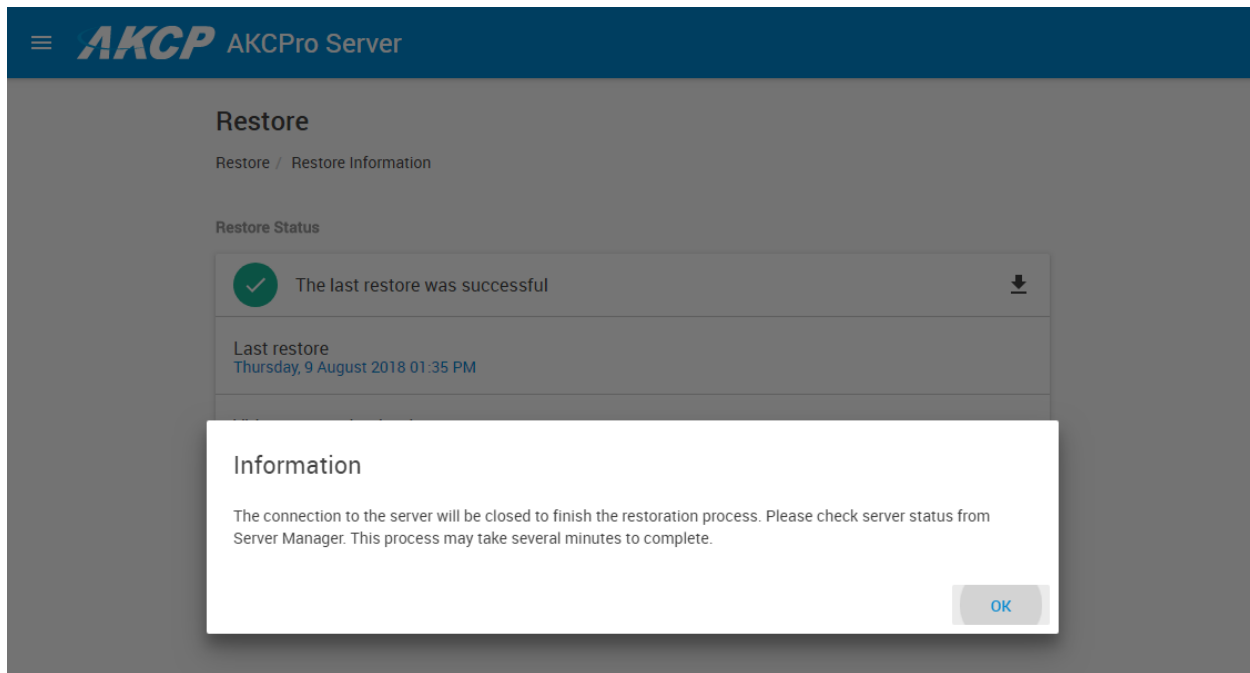 AKCP AKCPro Server
Restore
Restore / Restore Information
Restore Status
The last restore was successful
Last restore
Thursday, 9 August 2018 01:35 PM
Information
The connection to the server will be closed to finish the restoration process. Please check server status from
Server Manager. This process may take several minutes to complete.
OK